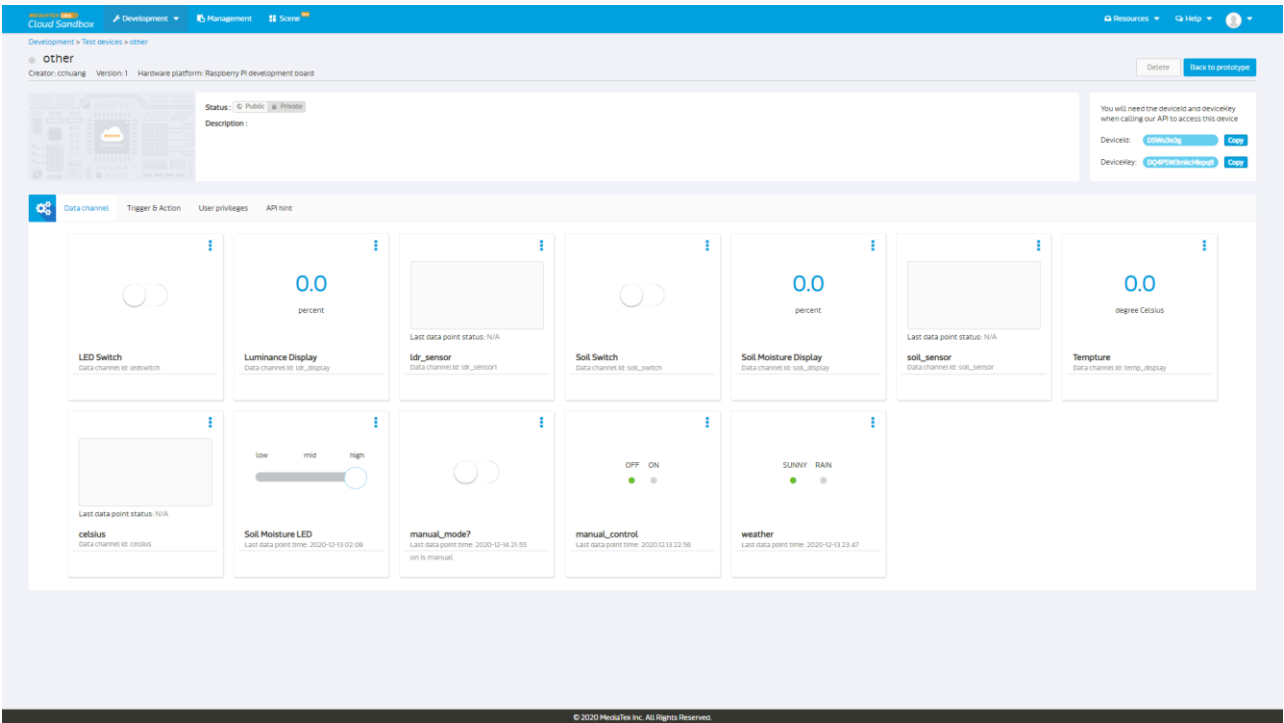 Cloud Sandbox
Development
Management
Scene
Resources
Help
Development » Test devices » other
other
Creator: cchuang Version: 1 Hardware platform: Raspberry Pi development board
Delete
Back to prototype
Status : Public Private
Description :
You will need the deviceId and deviceKey
when calling our API to access this device
DeviceId:
Copy
DeviceKey:
Copy
Data channel Trigger & Action User privileges API hint
LED Switch
Data channel Id: ledswitch
0.0
percent
Luminance Display
Data channel Id: ldr_display
Last data point status: N/A
ldr_sensor
Data channel Id: ldr_sensor1
Soil Switch
Data channel Id: soil_switch
0.0
percent
Soil Moisture Display
Data channel Id: soil_display
Last data point status: N/A
soil_sensor
Data channel Id: soil_sensor
0.0
degree Celsius
Tempture
Data channel Id: temp_display
Last data point status: N/A
celsius
Data channel Id: celsius
low mid high
Soil Moisture LED
Last data point time: 2020-12-13 02:09
manual_mode?
Last data point time: 2020-12-14 21:55
on is manual
OFF ON
manual_control
Last data point time: 2020.12.13 22:56
SUNNY RAIN
weather
Last data point time: 2020-12-13 23:47
© 2020 MediaTek Inc. All Rights Reserved.